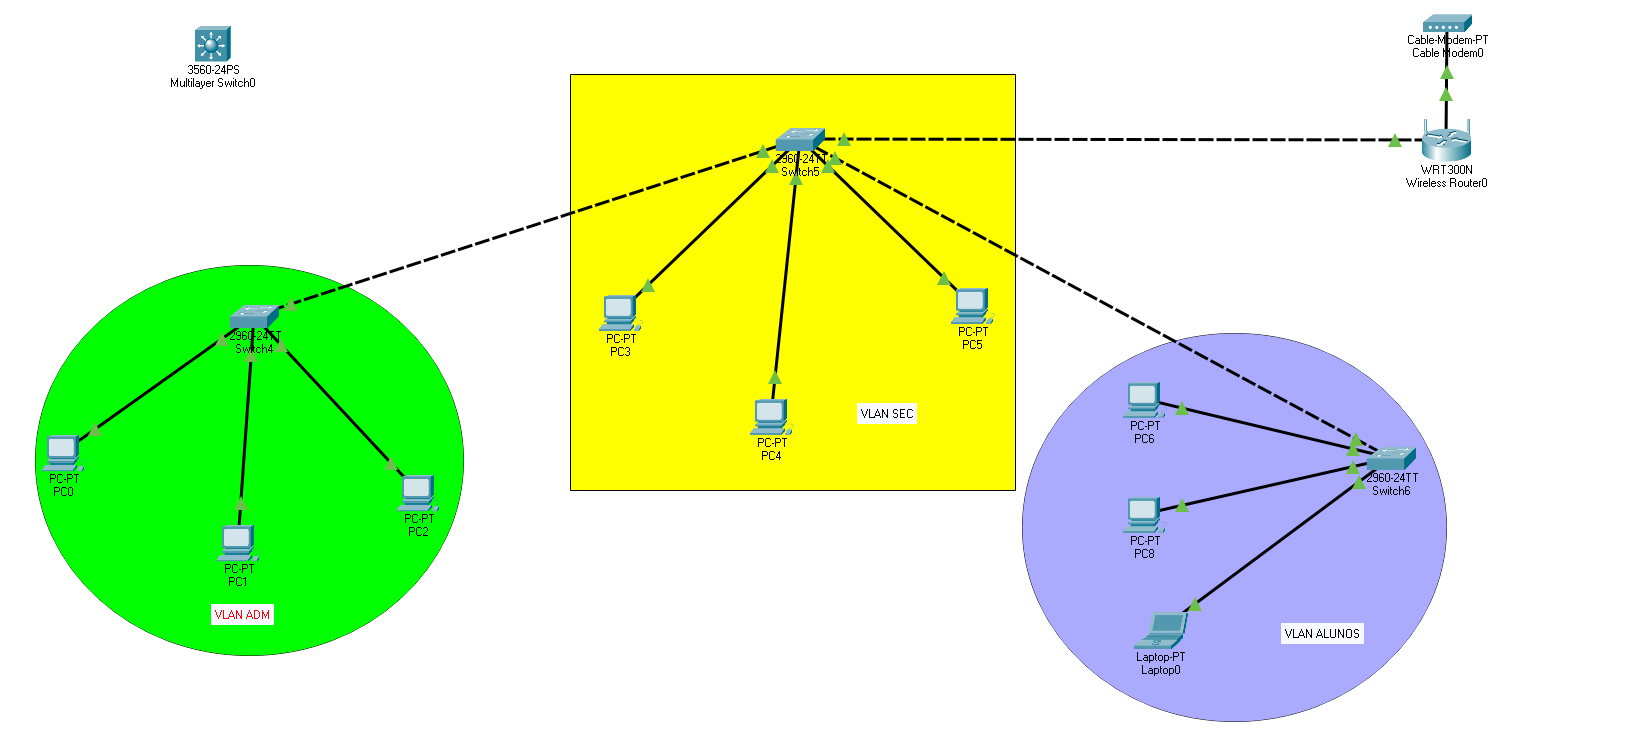 3560-24PS
Multilayer Switch0
Cable-Modem-PT
Cable Modem0
2960-24TT
Switch5
WRT300N
Wireless Router0
PC-PT
PC3
PC-PT
PC5
PC-PT
PC4
VLAN SEC
2960-24TT
Switch4
PC-PT
PC0
PC-PT
PC2
PC-PT
PC1
VLAN ADM
PC-PT
PC6
2960-24TT
Switch6
PC-PT
PC8
Laptop-PT
Laptop0
VLAN ALUNOS